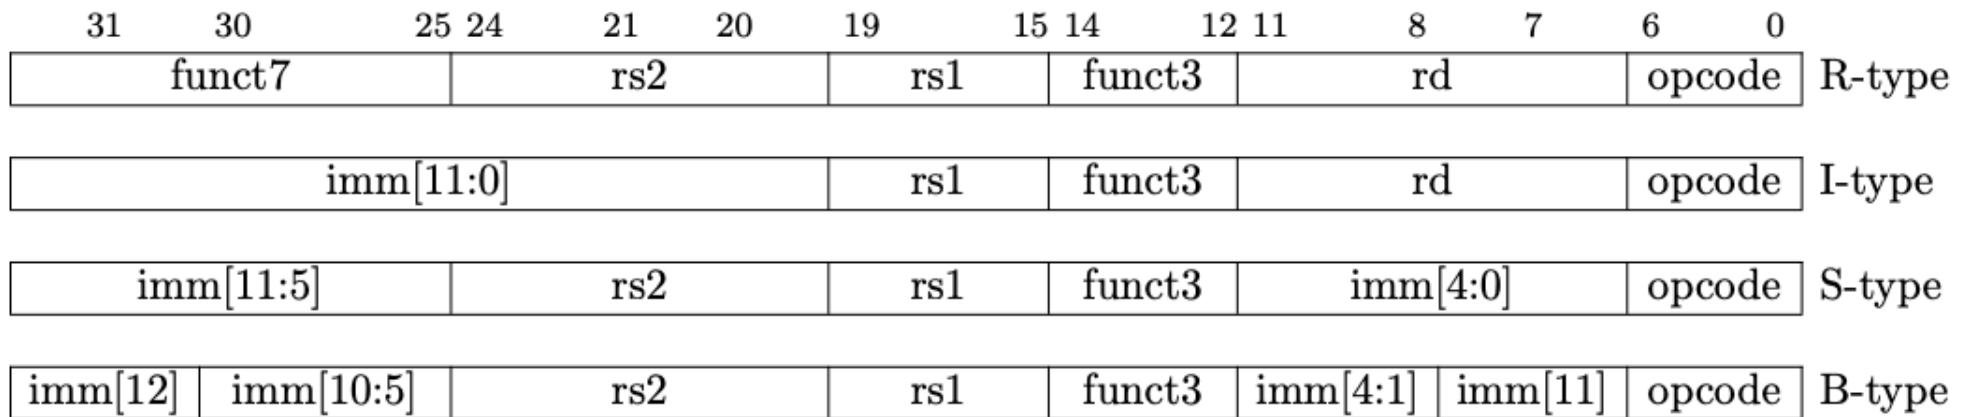 31 30 25 24 21 20 19 15 14 12 11 8 7 6 0
funct7 rs2 rs1 funct3 rd opcode R-type
imm[11:0] rs1 funct3 rd opcode I-type
imm[11:5] rs2 rs1 funct3 imm[4:0] opcode S-type
imm[12] imm[10:5] rs2 rs1 funct3 imm[4:1] imm[11] opcode B-type